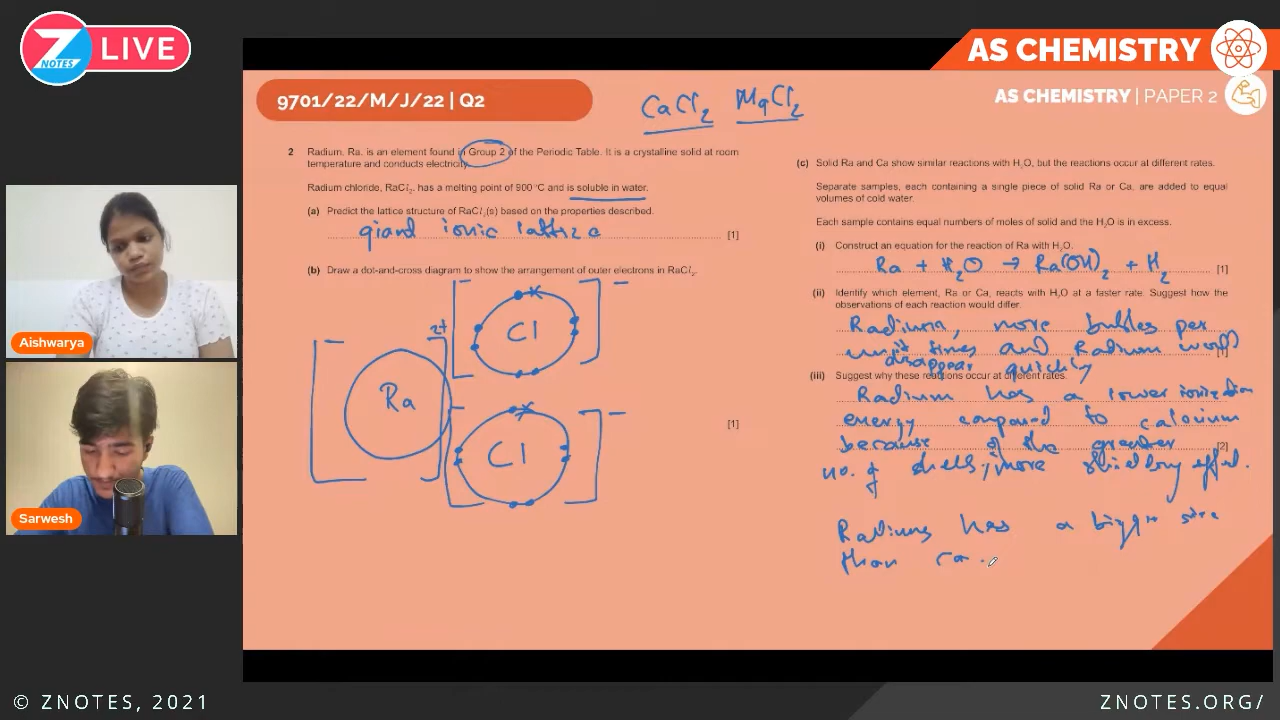 Z NOTES LIVE
AS CHEMISTRY
AS CHEMISTRY | PAPER 2
9701/22/M/J/22 | Q2
CaCl2 MgCl2
2 Radium, Ra, is an element found in Group 2 of the Periodic Table. It is a crystalline solid at room
temperature and conducts electricity.
Radium chloride, RaCl2, has a melting point of 900 °C and is soluble in water.
(a) Predict the lattice structure of RaCl2(s) based on the properties described.
giand ionic lattice
[1]
(b) Draw a dot-and-cross diagram to show the arrangement of outer electrons in RaCl2.
Ra 2+
Cl −
Cl −
[1]
(c) Solid Ra and Ca show similar reactions with H2O, but the reactions occur at different rates.
Separate samples, each containing a single piece of solid Ra or Ca, are added to equal
volumes of cold water.
Each sample contains equal numbers of moles of solid and the H2O is in excess.
(i) Construct an equation for the reaction of Ra with H2O.
Ra + H2O → Ra(OH)2 + H2
[1]
(ii) Identify which element, Ra or Ca, reacts with H2O at a faster rate. Suggest how the
observations of each reaction would differ.
Radium, more bubbles per
unit times and Radium would
[1]
disappear quickly
(iii) Suggest why these reactions occur at different rates.
Radium has a lower ionization
energy compared to calcium
because of the greater
[2]
no. of shells, more shielding effect.
Radium has a bigger size
than Ca
Aishwarya
Sarwesh
© ZNOTES, 2021
ZNOTES.ORG/